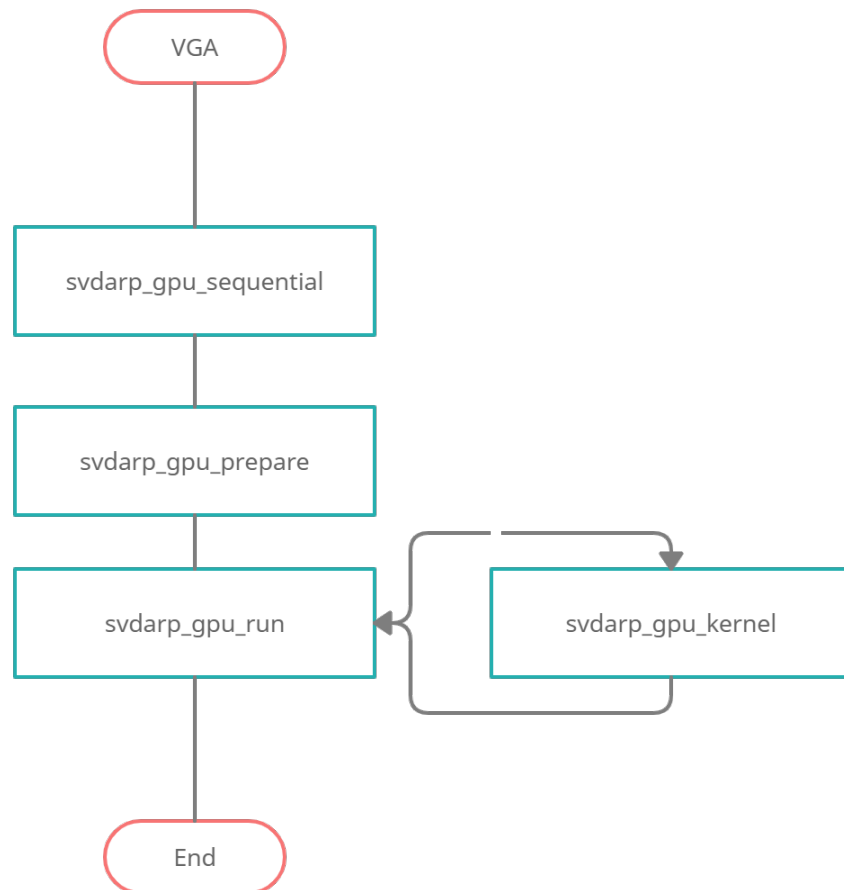 VGA
svdarp_gpu_sequential
svdarp_gpu_prepare
svdarp_gpu_run
svdarp_gpu_kernel
End